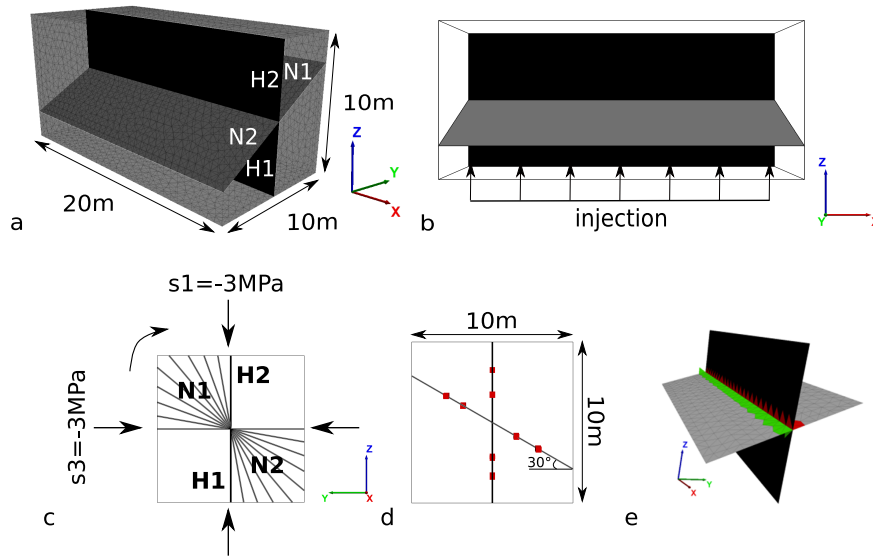 H2 N1
10m
N2
H1
Z
Y
X
20m
10m
a
Z
Y
X
injection
b
s1=-3MPa
s3=-3MPa
H2
N1
N2
H1
Z
Y
X
c
10m
10m
30°
d
Z
Y
X
e